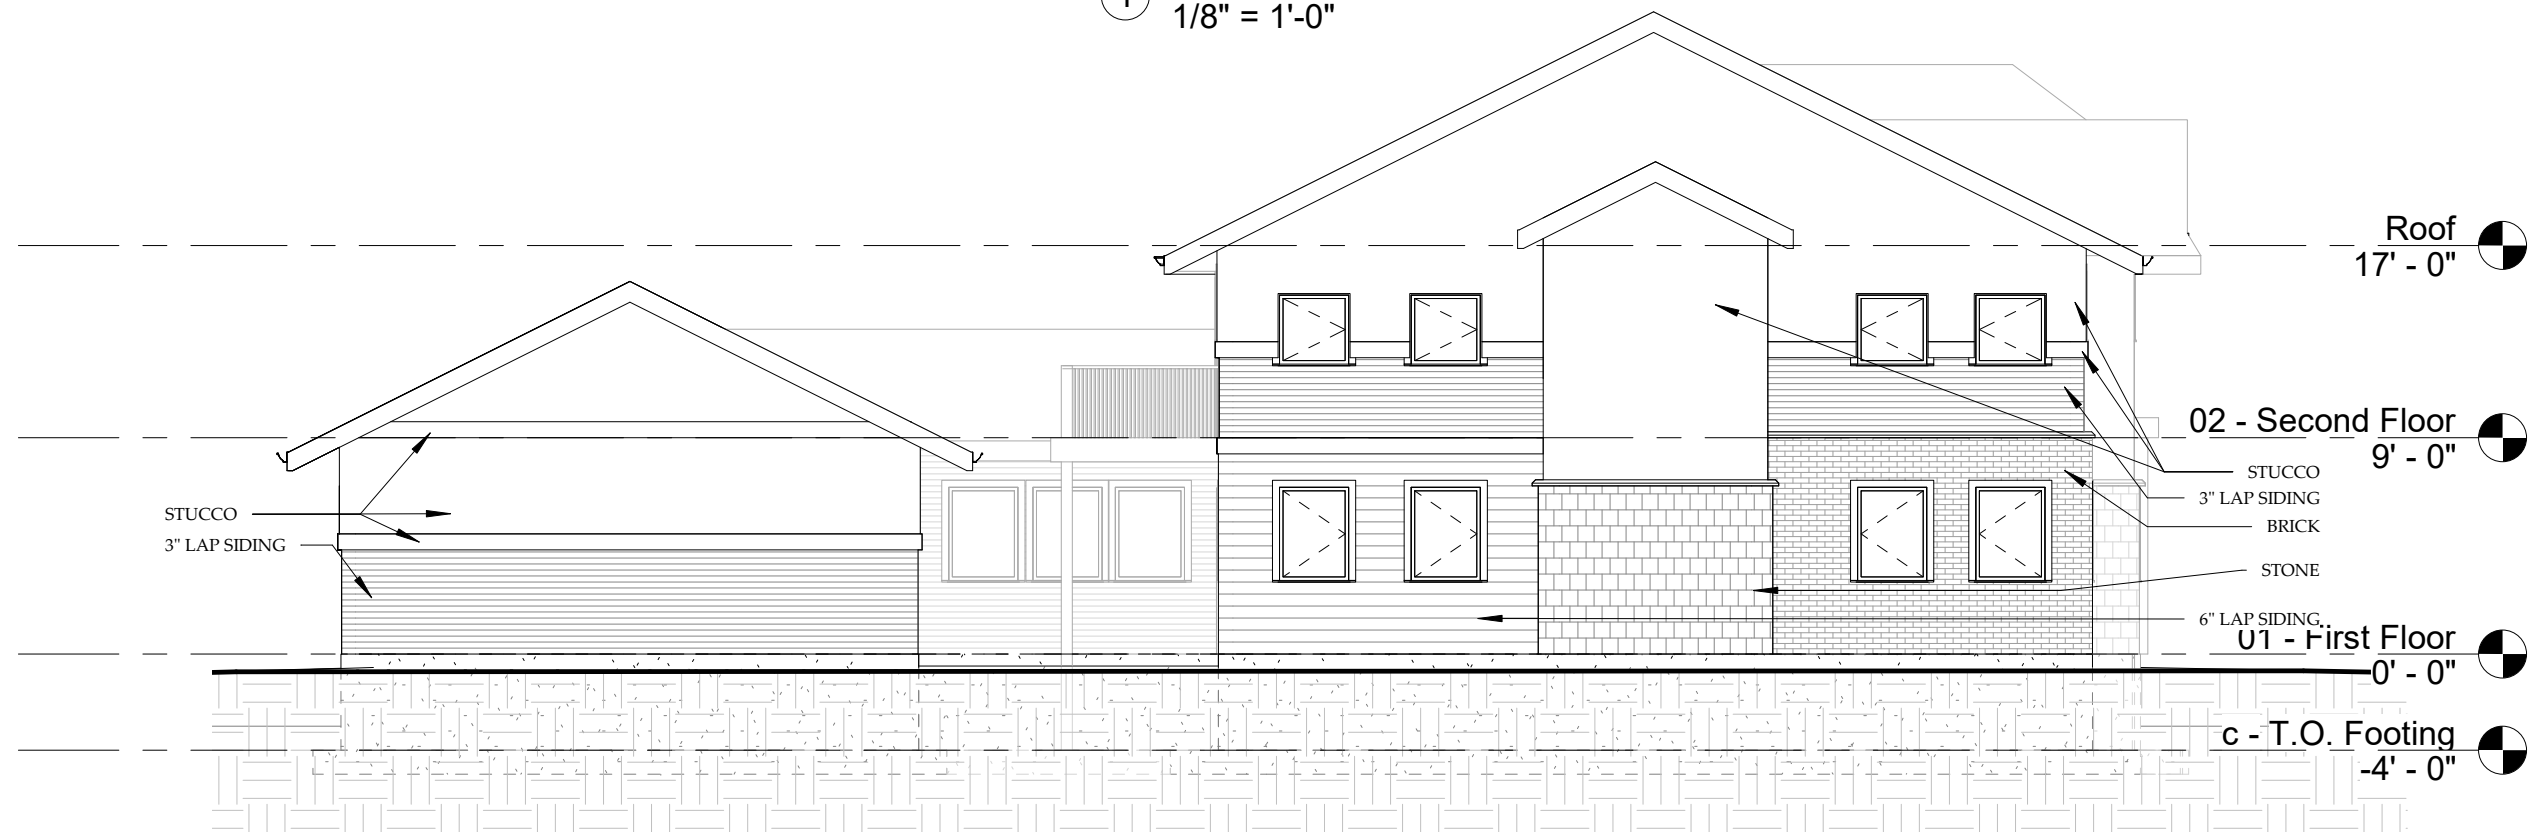 1/8" = 1'-0"
Roof
17' - 0"
02 - Second Floor
9' - 0"
STUCCO
3" LAP SIDING
BRICK
STONE
6" LAP SIDING
01 - First Floor
0' - 0"
c - T.O. Footing
-4' - 0"
STUCCO
3" LAP SIDING